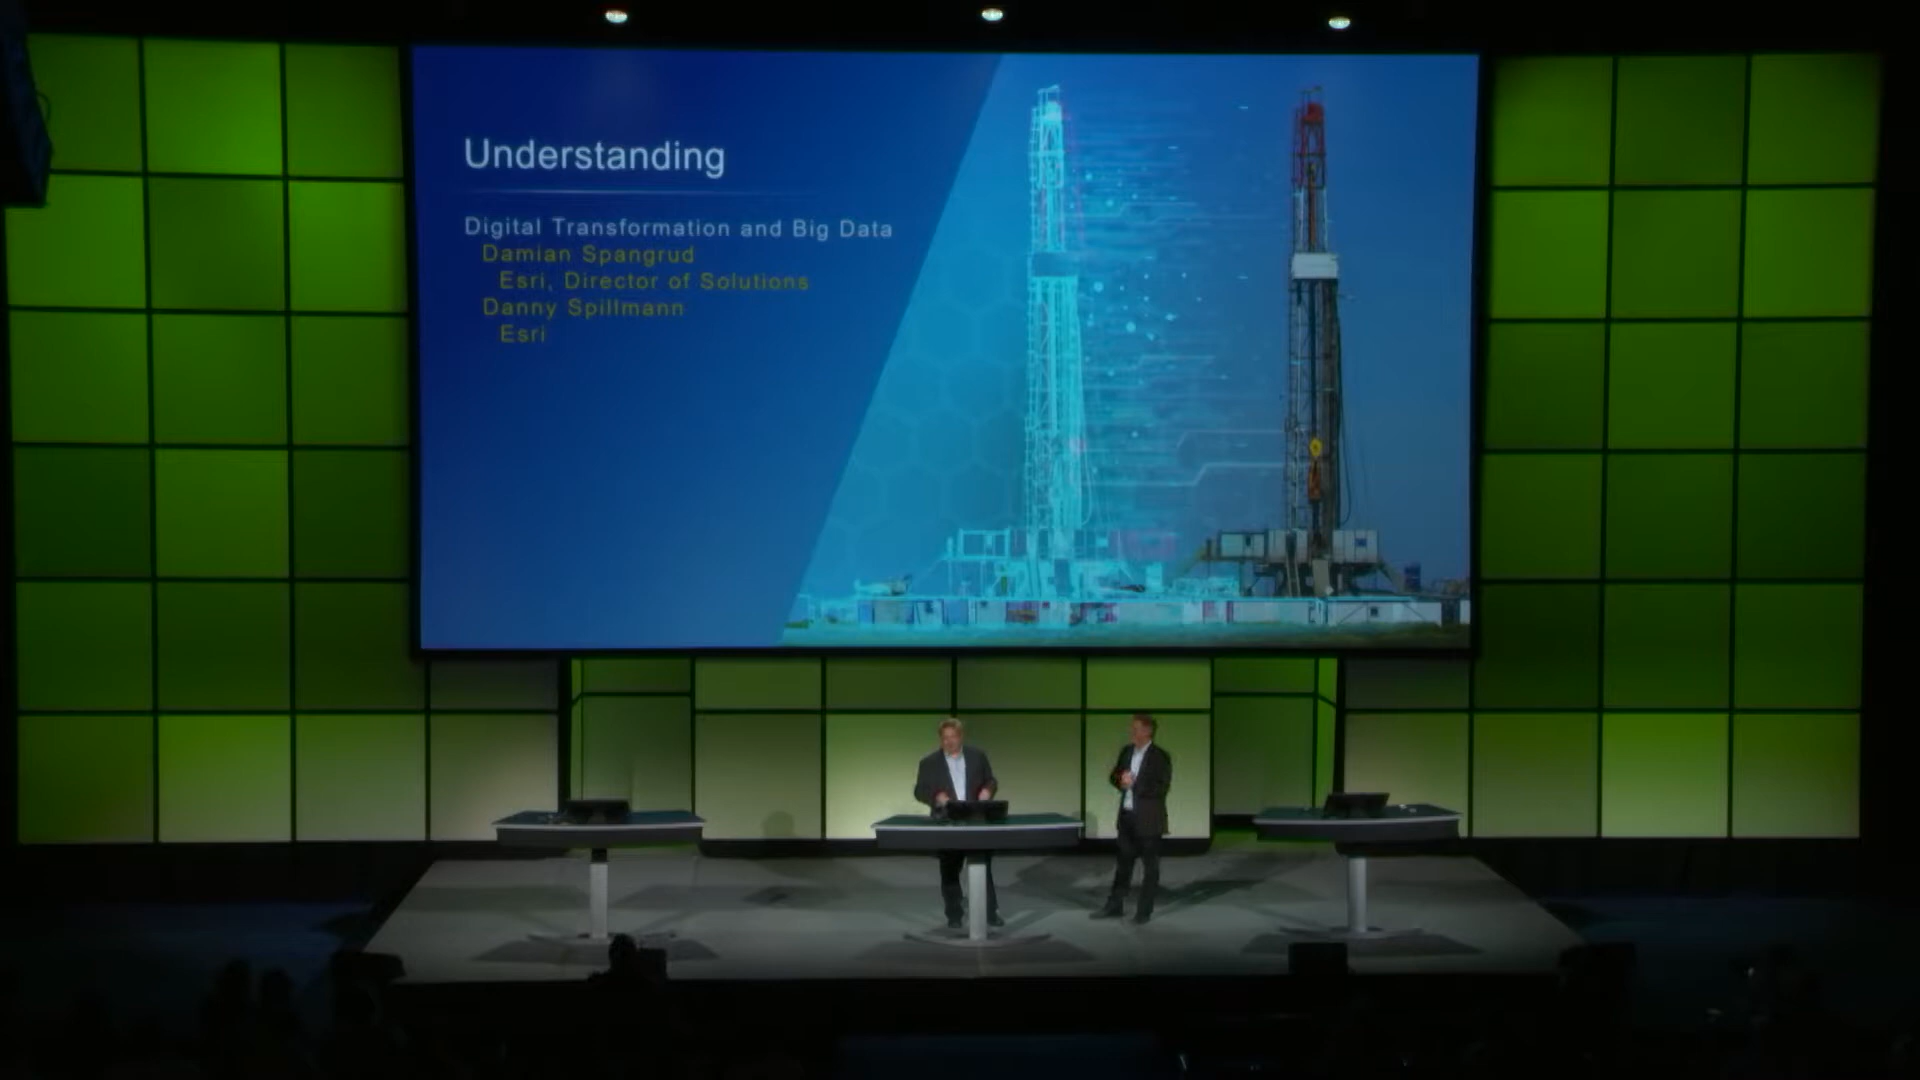 Understanding
Digital Transformation and Big Data
Damian Spangrud
Esri, Director of Solutions
Danny Spillmann
Esri